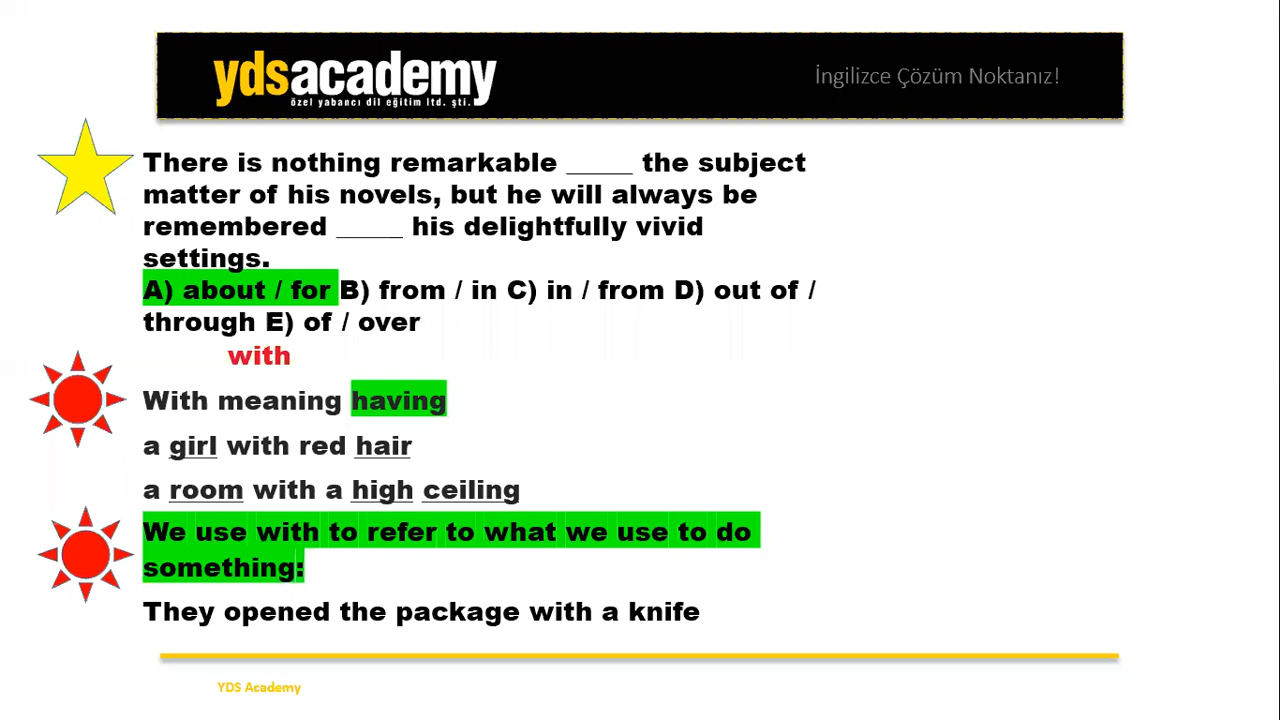 ydsacademy
özel yabancı dil eğitim ltd. şti.
İngilizce Çözüm Noktanız!
There is nothing remarkable _____ the subject
matter of his novels, but he will always be
remembered _____ his delightfully vivid
settings.
A) about / for B) from / in C) in / from D) out of /
through E) of / over
with
With meaning having
a girl with red hair
a room with a high ceiling
We use with to refer to what we use to do
something:
They opened the package with a knife
YDS Academy